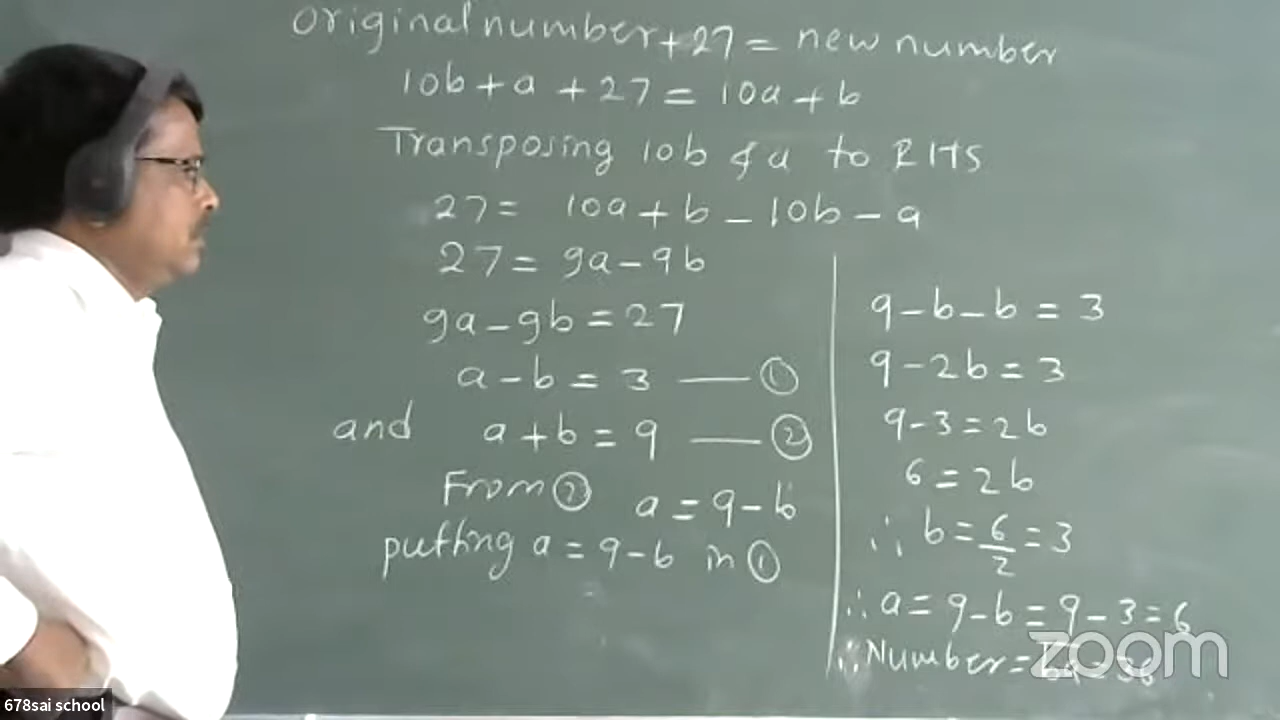 original number + 27 = new number
10b + a + 27 = 10a + b
Transposing 10b & a to RHS
27 = 10a + b - 10b - a
27 = 9a - 9b
9a - 9b = 27
a - b = 3 — ①
and a + b = 9 — ②
From ② a = 9 - b
putting a = 9 - b in ①
9 - b - b = 3
9 - 2b = 3
9 - 3 = 2b
6 = 2b
∴ b = 6/2 = 3
∴ a = 9 - b = 9 - 3 = 6
∴ Number = ba = 36
zoom
678sai school